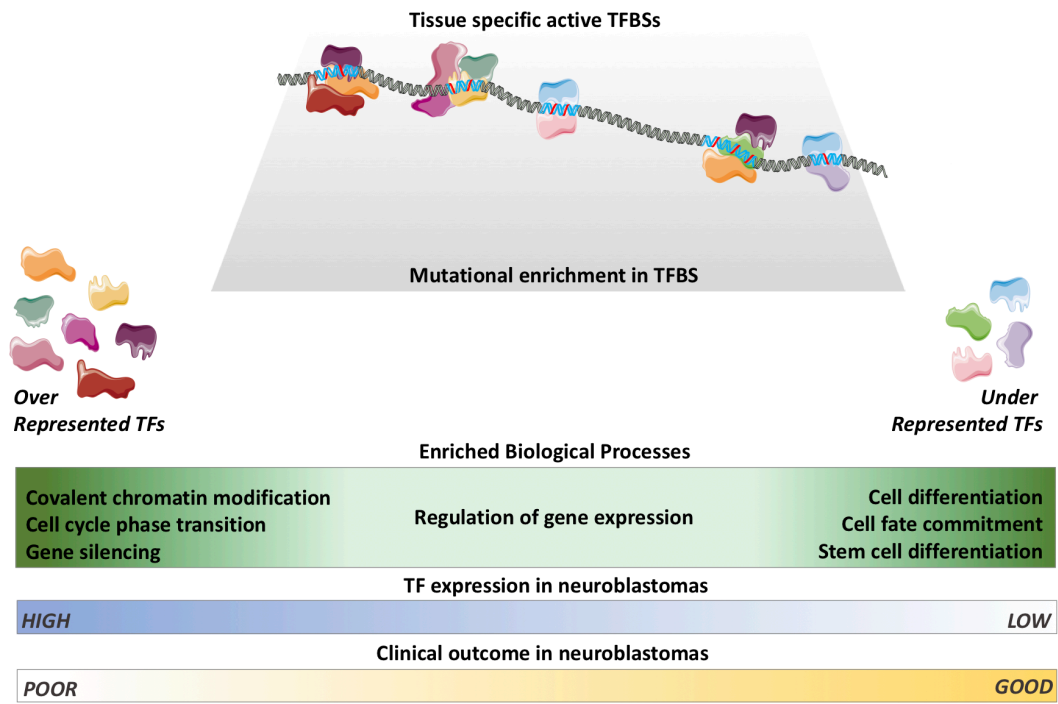 Tissue specific active TFBSs
Mutational enrichment in TFBS
Over
Represented TFs
Under
Represented TFs
Enriched Biological Processes
Covalent chromatin modification
Cell cycle phase transition
Gene silencing
Regulation of gene expression
Cell differentiation
Cell fate commitment
Stem cell differentiation
TF expression in neuroblastomas
HIGH
LOW
Clinical outcome in neuroblastomas
POOR
GOOD